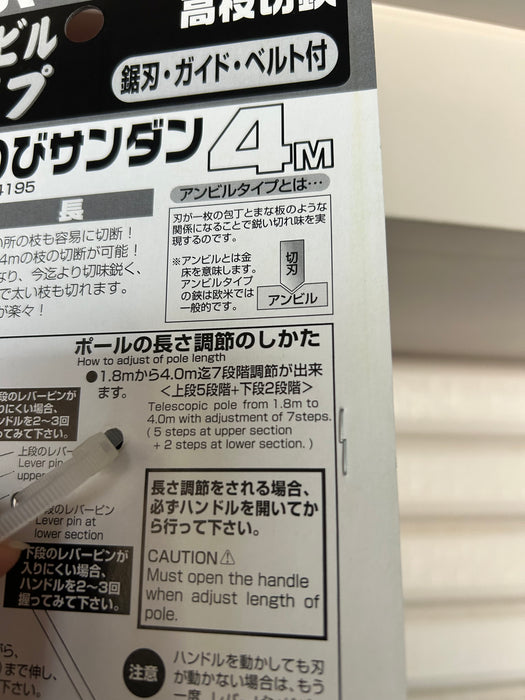 高枝切鋏
ビル
プ
鋸刃・ガイド・ベルト付
びサンダン4M
4195
長
アンビルタイプとは…
所の枝も容易に切断！
4mの枝の切断が可能！
なり、今迄より切味鋭く、
で太い枝も切れます。
が楽々！
刃が一枚の包丁とまな板のような
関係になることで鋭い切れ味を実
現するのです。
※アンビルとは金
床を意味します。
アンビルタイプ
の鋏は欧米では
一般的です。
切刃
アンビル
ポールの長さ調節のしかた
How to adjust of pole length
●1.8mから4.0m迄7段階調節が出来
ます。 ＜上段5段階+下段2段階＞
Telescopic pole from 1.8m to
4.0m with adjustment of 7steps.
( 5 steps at upper section
+ 2 steps at lower section. )
段のレバーピンが
りにくい場合、
ンドルを2〜3回
ってみて下さい。
上段のレバー
Lever pin
upper
段のレバーピン
Lever pin at
lower section
下段のレバーピンが
入りにくい場合、
ハンドルを2〜3回
握ってみて下さい。
長さ調節をされる場合、
必ずハンドルを開いてか
ら行って下さい。
CAUTION⚠
Must open the handle
when adjust length of
pole.
がら、
まで伸し、
下さい。
注意
ハンドルを動かしても刃
が動かない場合は、もう
一度、レバー